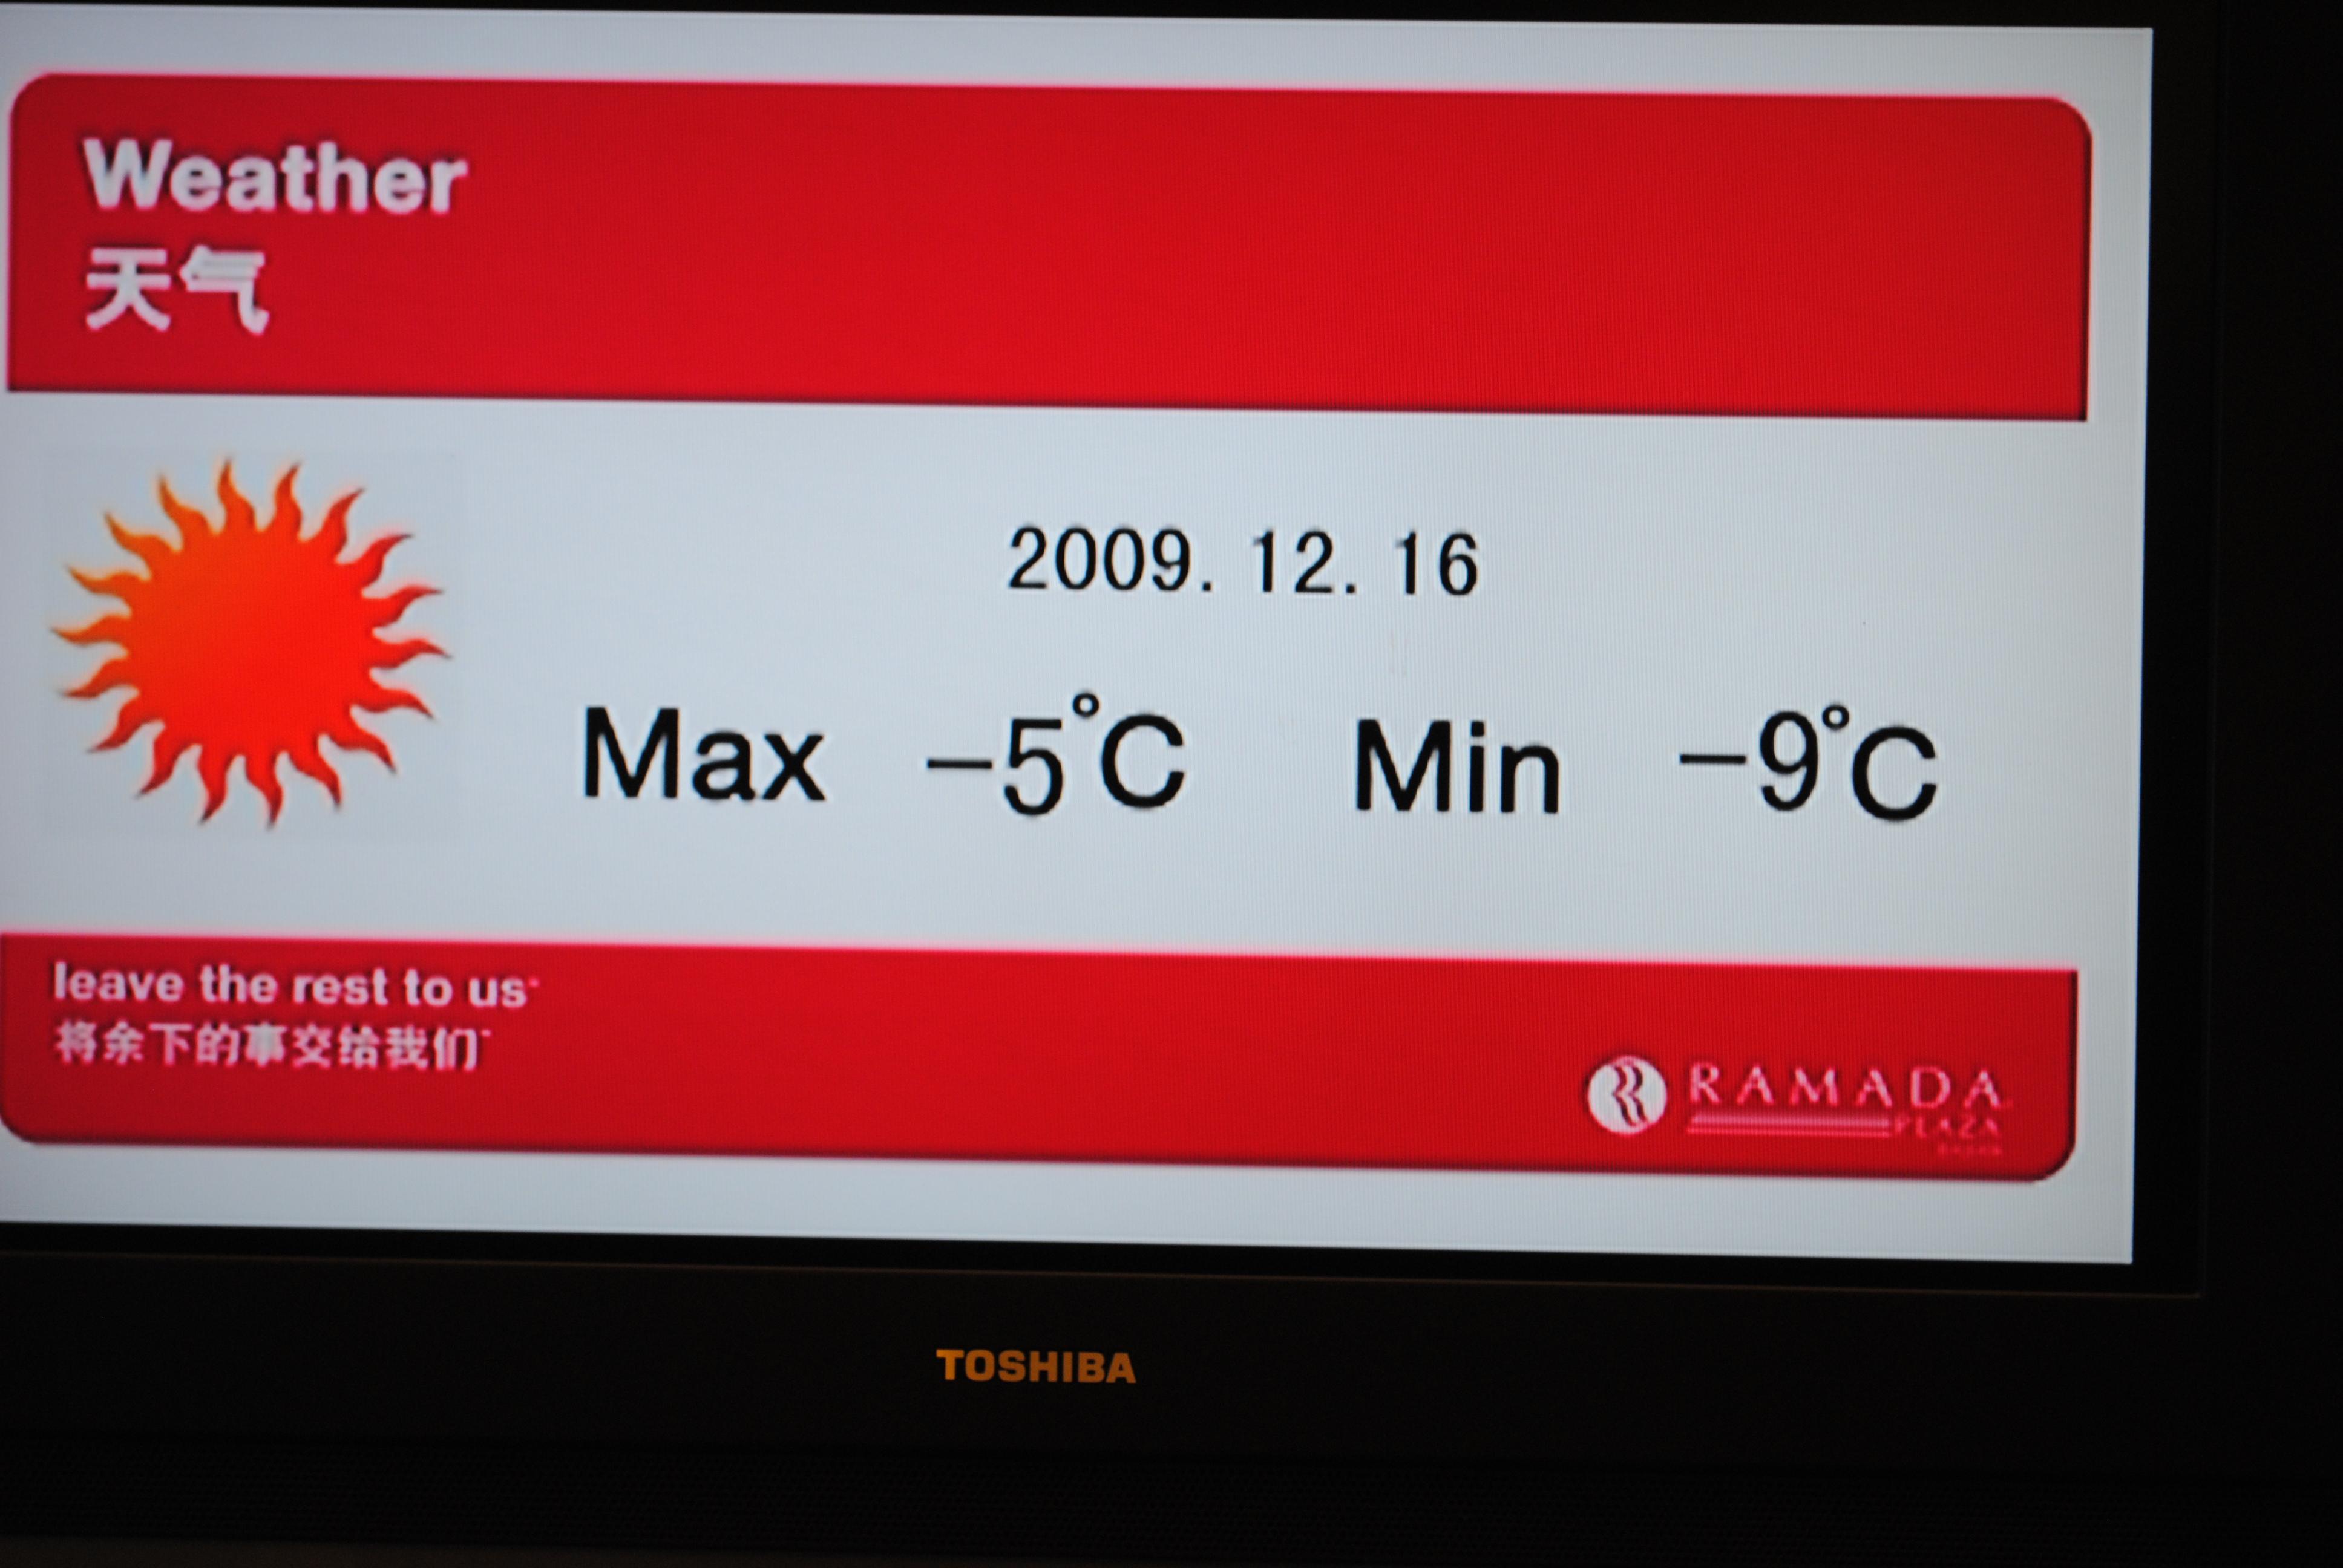 Weather
天气
2009.12.16
Max -5°C Min -9°C
leave the rest to us
将余下的事交给我们
RAMADA
PLAZA
TOSHIBA